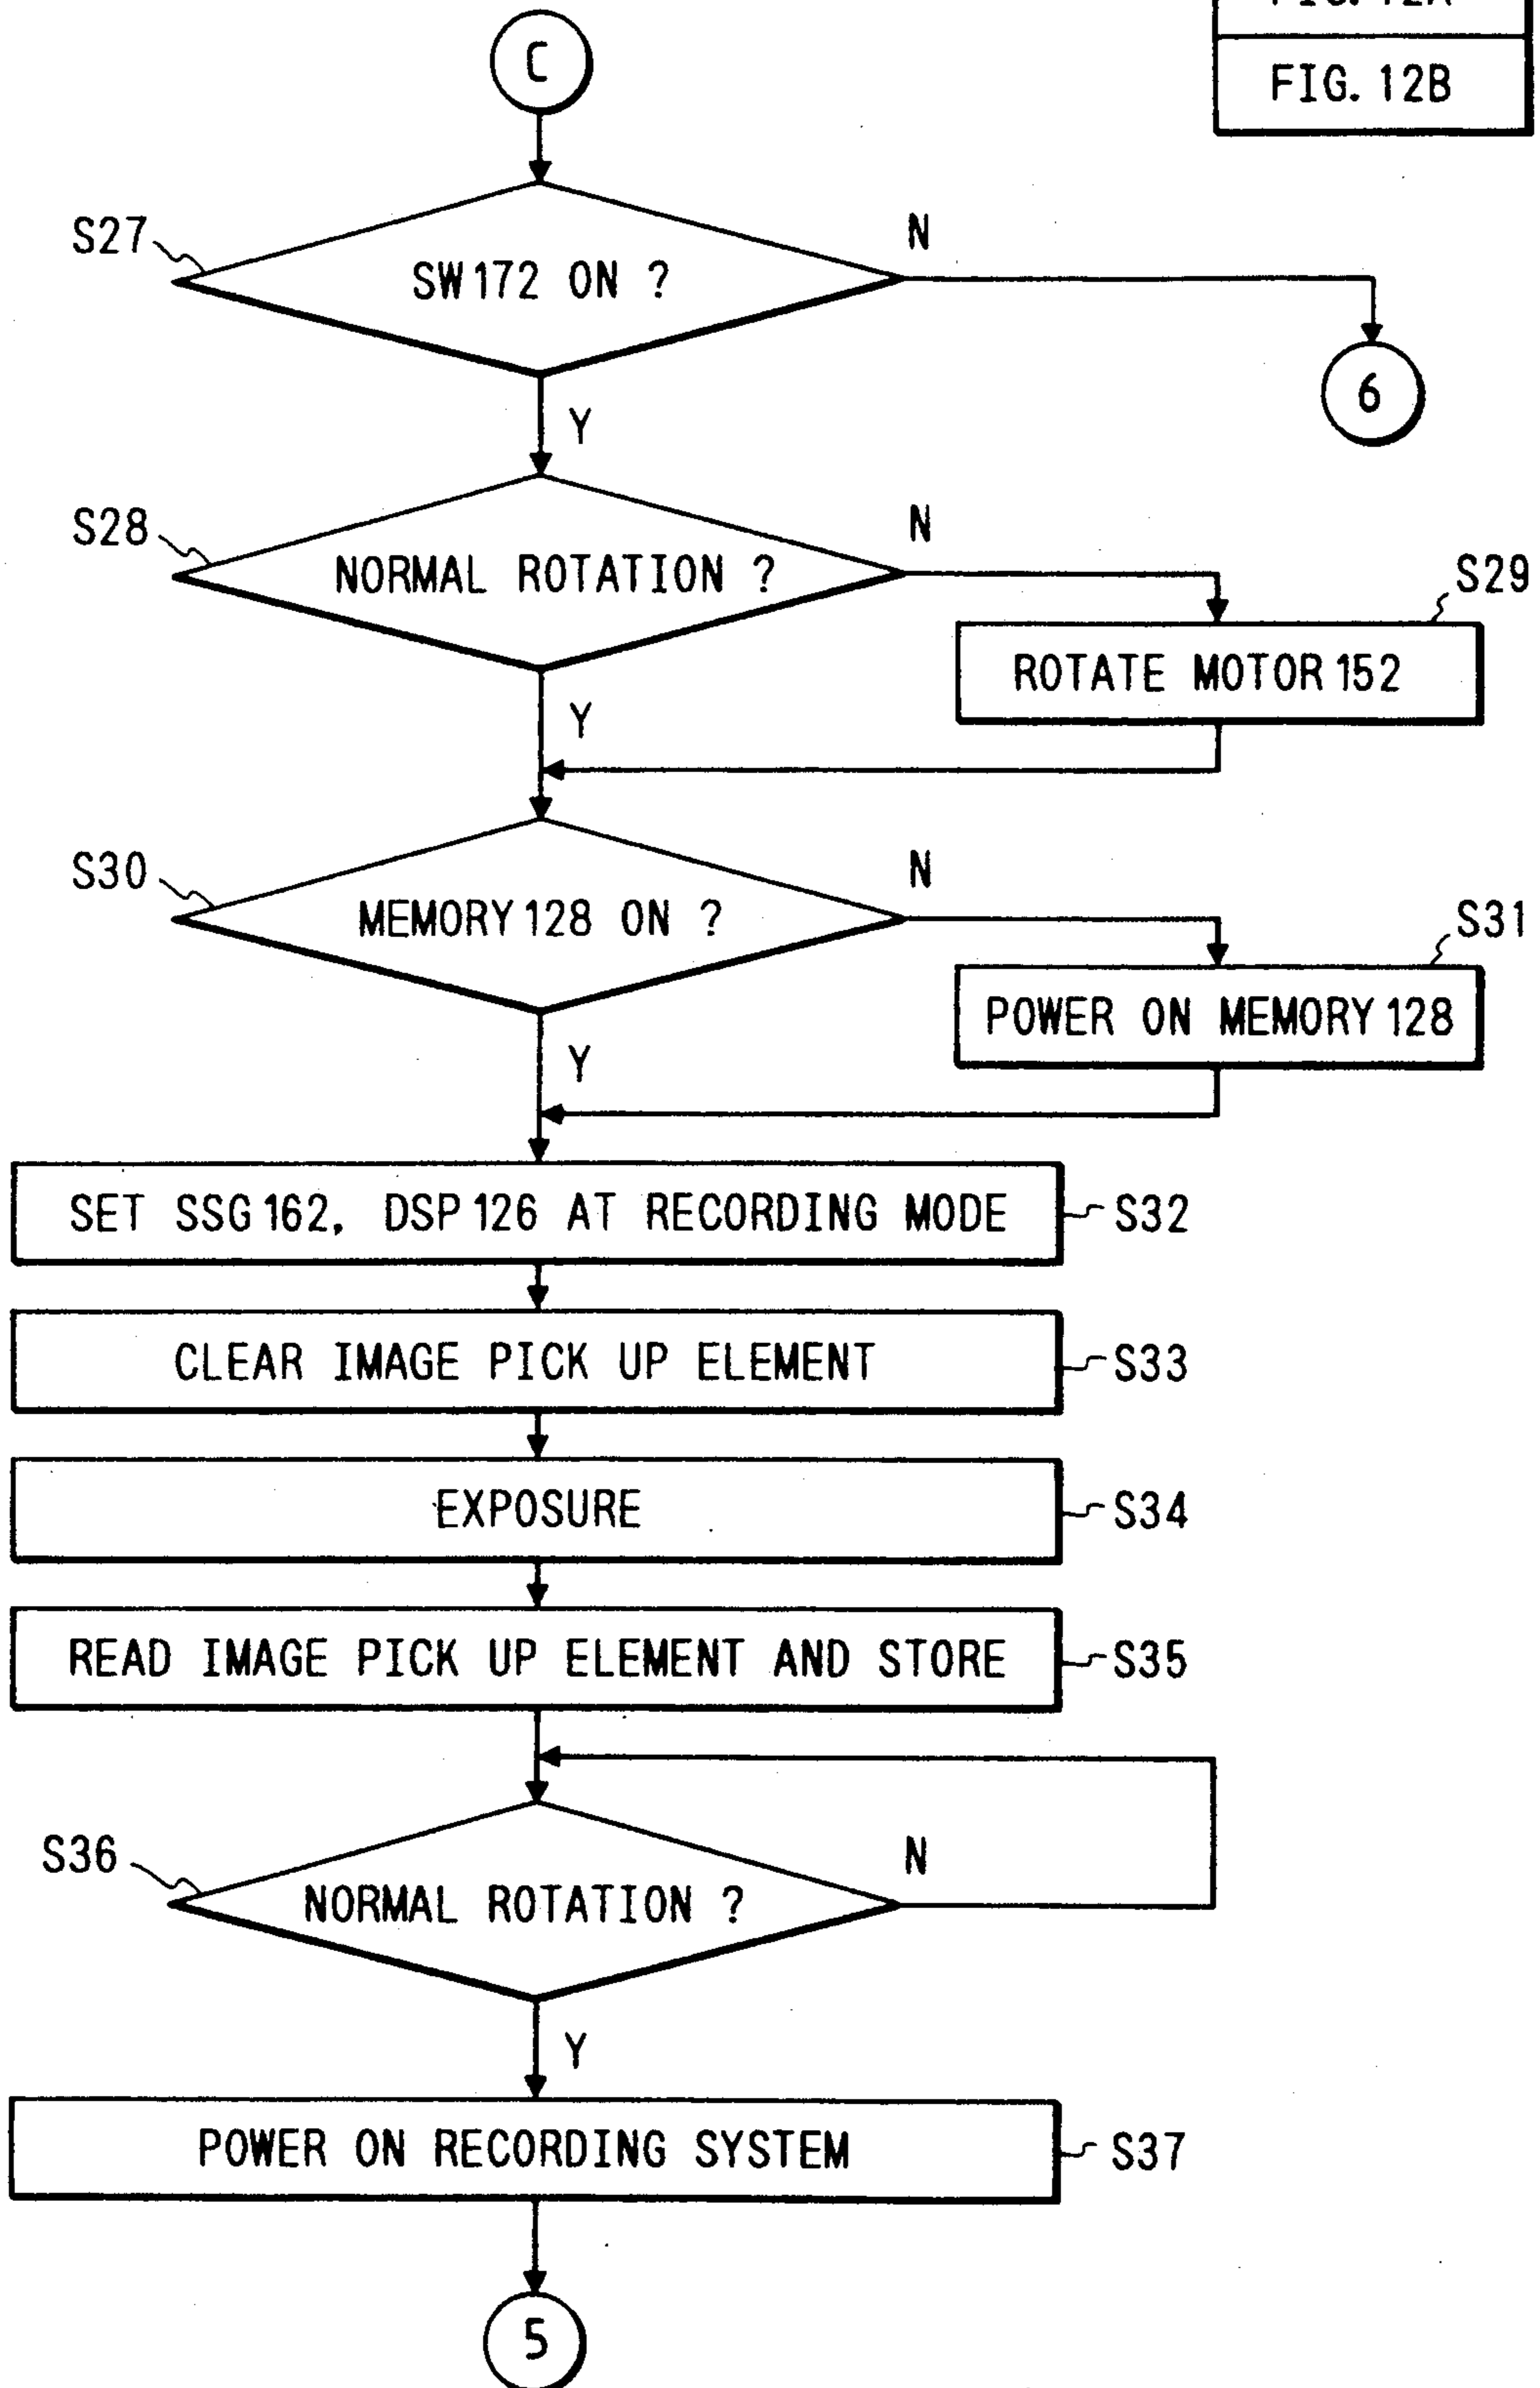 FIG. 12A
C
FIG. 12B
S27
SW172 ON ?
N
6
Y
S28
NORMAL ROTATION ?
N
S29
ROTATE MOTOR 152
Y
S30
MEMORY 128 ON ?
N
S31
POWER ON MEMORY 128
Y
SET SSG 162, DSP 126 AT RECORDING MODE
S32
CLEAR IMAGE PICK UP ELEMENT
S33
EXPOSURE
S34
READ IMAGE PICK UP ELEMENT AND STORE
S35
S36
NORMAL ROTATION ?
N
Y
POWER ON RECORDING SYSTEM
S37
5